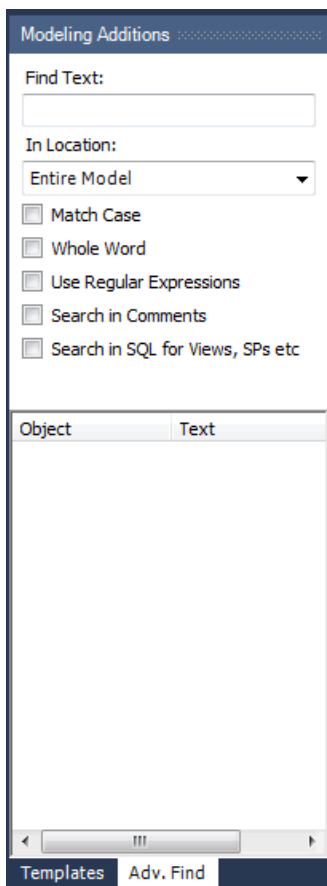 Modeling Additions
Find Text:
In Location:
Entire Model
Match Case
Whole Word
Use Regular Expressions
Search in Comments
Search in SQL for Views, SPs etc
Object Text
Templates Adv. Find